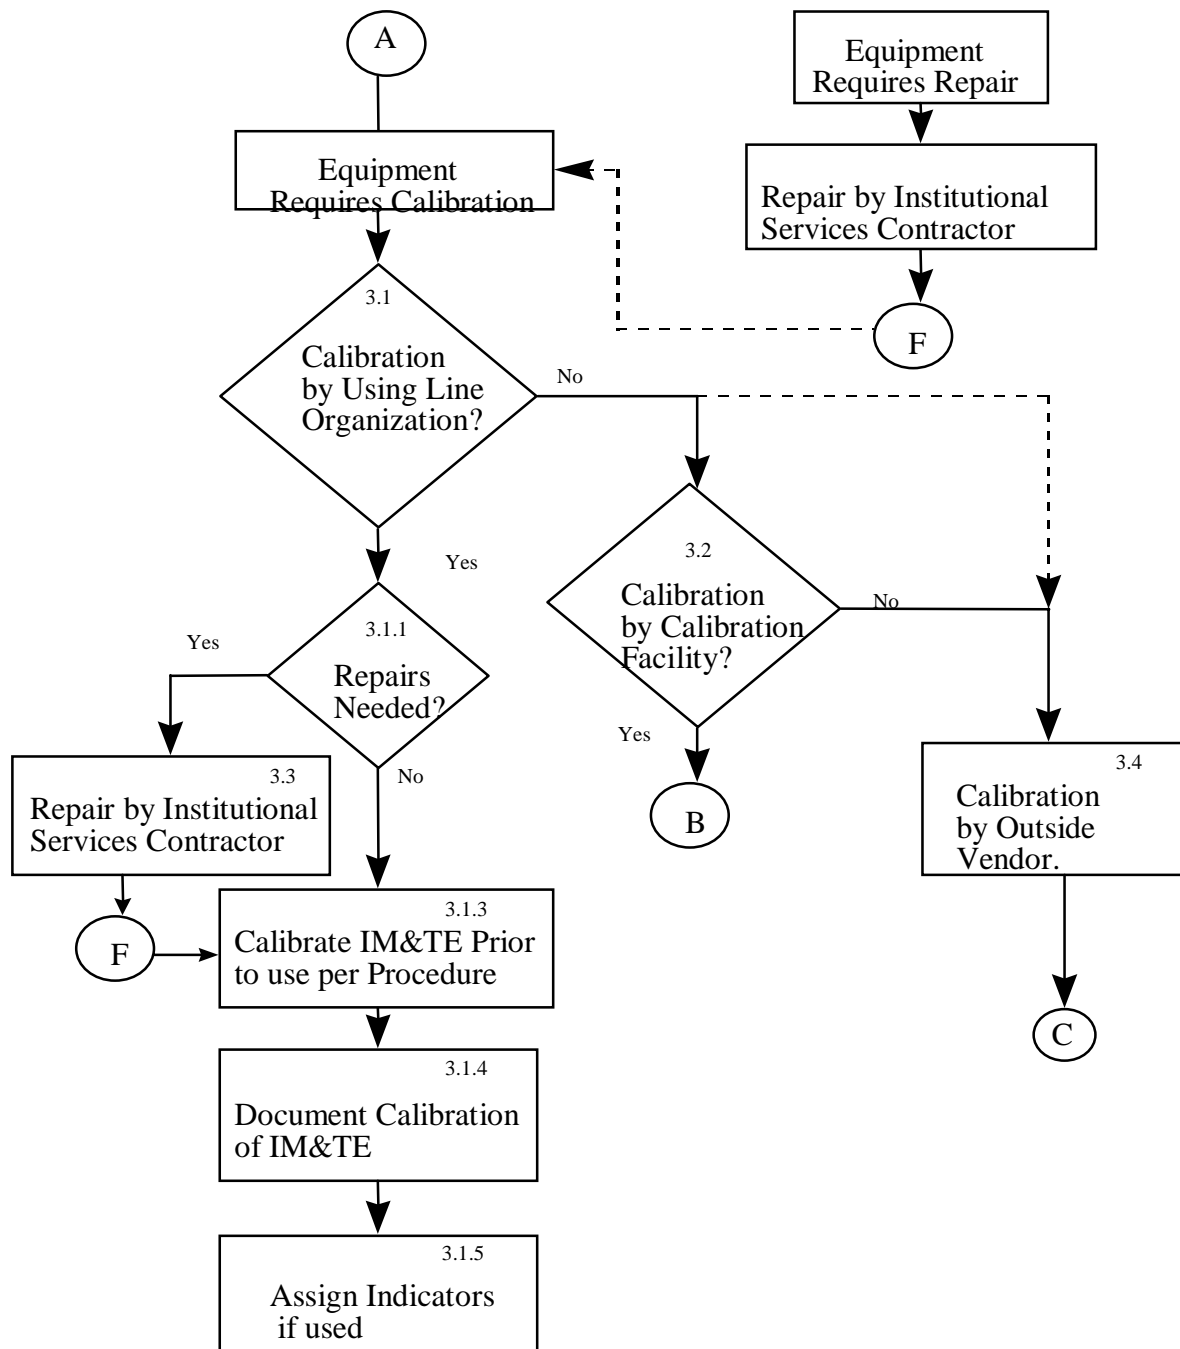 A
Equipment
Requires Repair
Equipment
Requires Calibration
Repair by Institutional
Services Contractor
F
3.1
Calibration
by Using Line
Organization?
No
Yes
3.2
Calibration
by Calibration
Facility?
No
Yes
B
3.1.1
Repairs
Needed?
Yes
No
3.3
Repair by Institutional
Services Contractor
F
3.4
Calibration
by Outside
Vendor.
C
3.1.3
Calibrate IM&TE Prior
to use per Procedure
3.1.4
Document Calibration
of IM&TE
3.1.5
Assign Indicators
if used